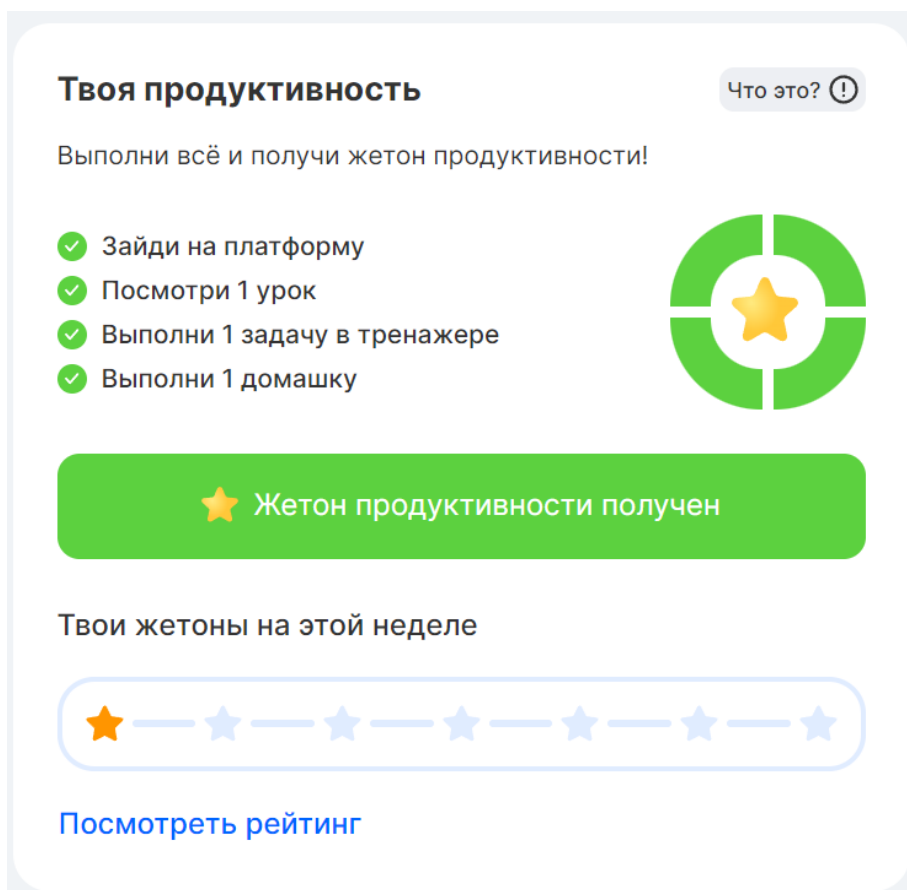 Твоя продуктивность
Что это?
Выполни всё и получи жетон продуктивности!
Зайди на платформу
Посмотри 1 урок
Выполни 1 задачу в тренажере
Выполни 1 домашку
Жетон продуктивности получен
Твои жетоны на этой неделе
Посмотреть рейтинг